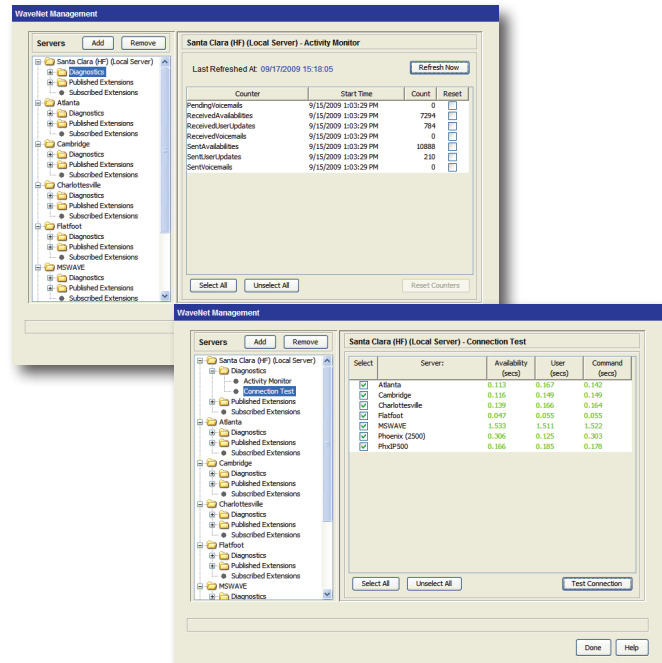 WaveNet Management
Servers Add Remove
Santa Clara (HF) (Local Server)
Diagnostics
Published Extensions
Subscribed Extensions
Atlanta
Diagnostics
Published Extensions
Subscribed Extensions
Cambridge
Diagnostics
Published Extensions
Subscribed Extensions
Charlottesville
Diagnostics
Published Extensions
Subscribed Extensions
Flatfoot
Diagnostics
Published Extensions
Subscribed Extensions
MSWAVE
Diagnostics
Published Extensions
Subscribed Extensions
Santa Clara (HF) (Local Server) - Activity Monitor
Last Refreshed At: 09/17/2009 15:18:05 Refresh Now
Counter Start Time Count Reset
PendingVoicemails 9/15/2009 1:03:29 PM 0
ReceivedAvailabilities 9/15/2009 1:03:29 PM 7294
ReceivedUserUpdates 9/15/2009 1:03:29 PM 784
ReceivedVoicemails 9/15/2009 1:03:29 PM 0
SentAvailabilities 9/15/2009 1:03:29 PM 10888
SentUserUpdates 9/15/2009 1:03:29 PM 210
SentVoicemails 9/15/2009 1:03:29 PM 0
Select All Unselect All Reset Counters
WaveNet Management
Servers Add Remove
Santa Clara (HF) (Local Server)
Diagnostics
Activity Monitor
Connection Test
Published Extensions
Subscribed Extensions
Atlanta
Diagnostics
Published Extensions
Subscribed Extensions
Cambridge
Diagnostics
Published Extensions
Subscribed Extensions
Charlottesville
Diagnostics
Published Extensions
Subscribed Extensions
Flatfoot
Diagnostics
Published Extensions
Subscribed Extensions
MSWAVE
Diagnostics
Santa Clara (HF) (Local Server) - Connection Test
Select Server: Availability (secs) User (secs) Command (secs)
Atlanta 0.113 0.167 0.142
Cambridge 0.116 0.149 0.149
Charlottesville 0.139 0.166 0.164
Flatfoot 0.047 0.055 0.055
MSWAVE 1.533 1.511 1.522
Phoenix (2500) 0.306 0.125 0.303
PhxIP500 0.166 0.185 0.178
Select All Unselect All Test Connection
Done Help